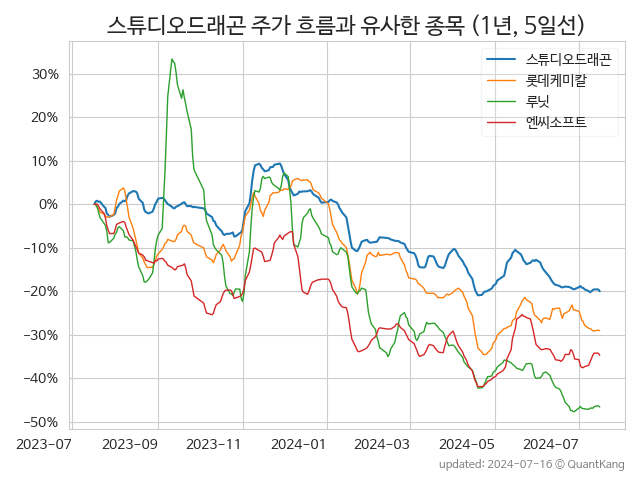 스튜디오드래곤 주가 흐름과 유사한 종목 (1년, 5일선)
스튜디오드래곤
롯데케미칼
루닛
엔씨소프트
30%
20%
10%
0%
−10%
−20%
−30%
−40%
−50%
2023-07 2023-09 2023-11 2024-01 2024-03 2024-05 2024-07
updated: 2024-07-16 © QuantKang